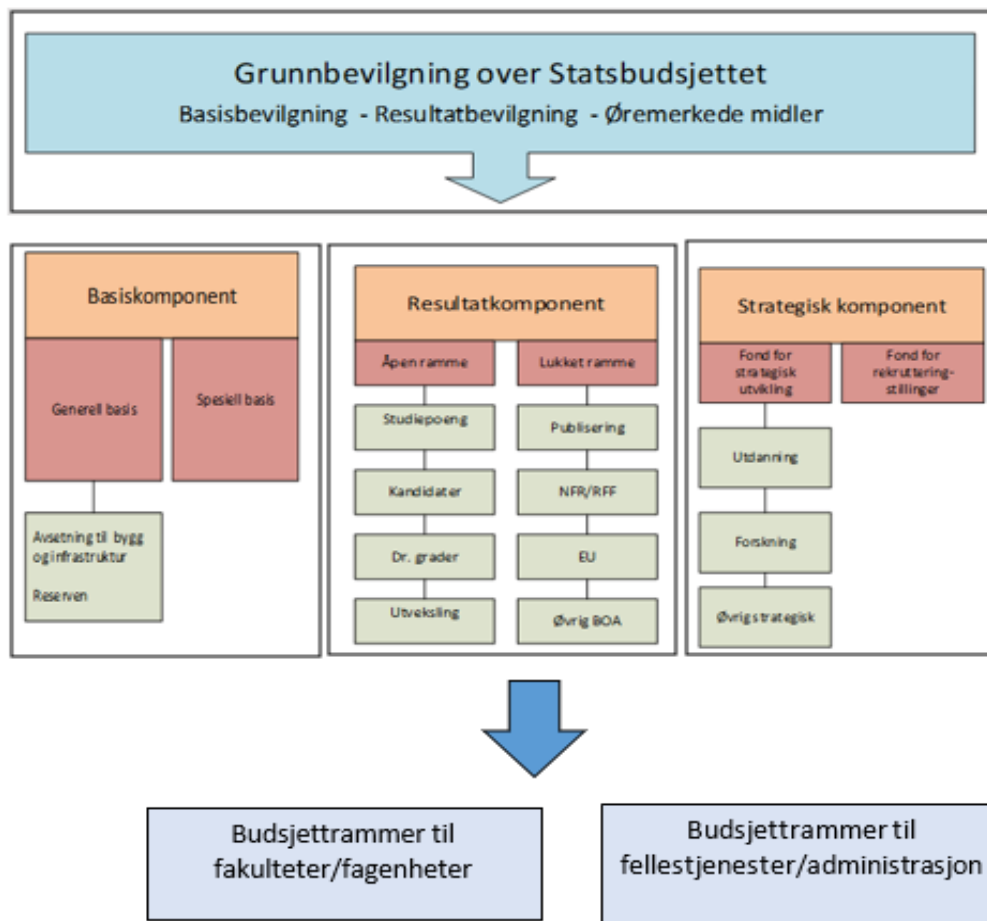 Grunnbevilgning over Statsbudsjettet
Basisbevilgning - Resultatbevilgning - Øremerkede midler
Basiskomponent
Generell basis
Spesiell basis
Avsetning til bygg
og infrastruktur
Reserven
Resultatkomponent
Åpen ramme
Lukket ramme
Studiepoeng
Publisering
Kandidater
NFR/RFF
Dr. grader
EU
Utveksling
Øvrig BOA
Strategisk komponent
Fond for
strategisk
utvikling
Fond for
rekruttering-
stillinger
Utdanning
Forskning
Øvrig strategisk
Budsjettrammer til
fakulteter/fagenheter
Budsjettrammer til
fellestjenester/administrasjon